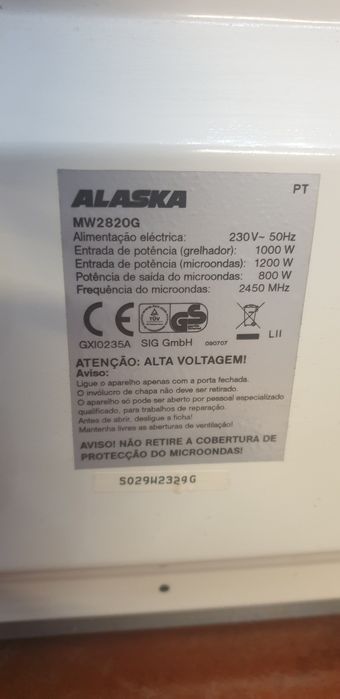 ALASKA
PT
MW2820G
Alimentação eléctrica: 230V~ 50Hz
Entrada de potência (grelhador): 1000 W
Entrada de potência (microondas): 1200 W
Potência de saída do microondas: 800 W
Frequência do microondas: 2450 MHz
CE TÜV GS
LII
GXI0235A SIG GmbH 090707
ATENÇÃO: ALTA VOLTAGEM!
Aviso:
Ligue o aparelho apenas com a porta fechada.
O invólucro de chapa não deve ser aberto.
O aparelho só pode ser aberto por pessoal especializado
qualificado, para trabalhos de reparação.
Antes de abrir, desligue a ficha!
Mantenha livres as aberturas de ventilação!
AVISO! NÃO RETIRE A COBERTURA DE
PROTECÇÃO DO MICROONDAS!
S029W2329G